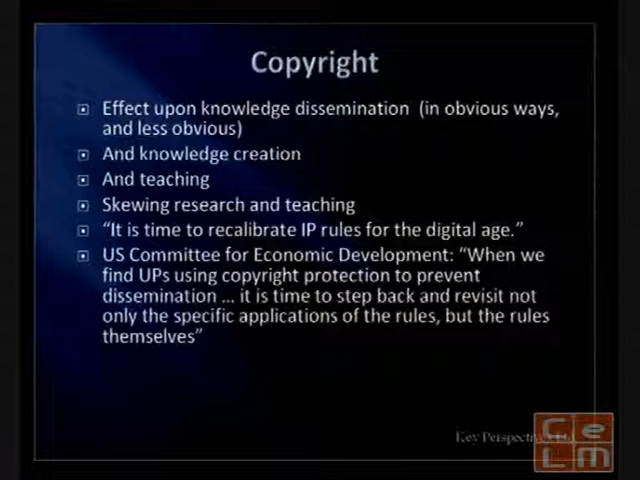 Copyright
Effect upon knowledge dissemination (in obvious ways,
and less obvious)
And knowledge creation
And teaching
Skewing research and teaching
“It is time to recalibrate IP rules for the digital age.”
US Committee for Economic Development: “When we
find UPs using copyright protection to prevent
dissemination ... it is time to step back and revisit not
only the specific applications of the rules, but the rules
themselves”
Key
CeLm